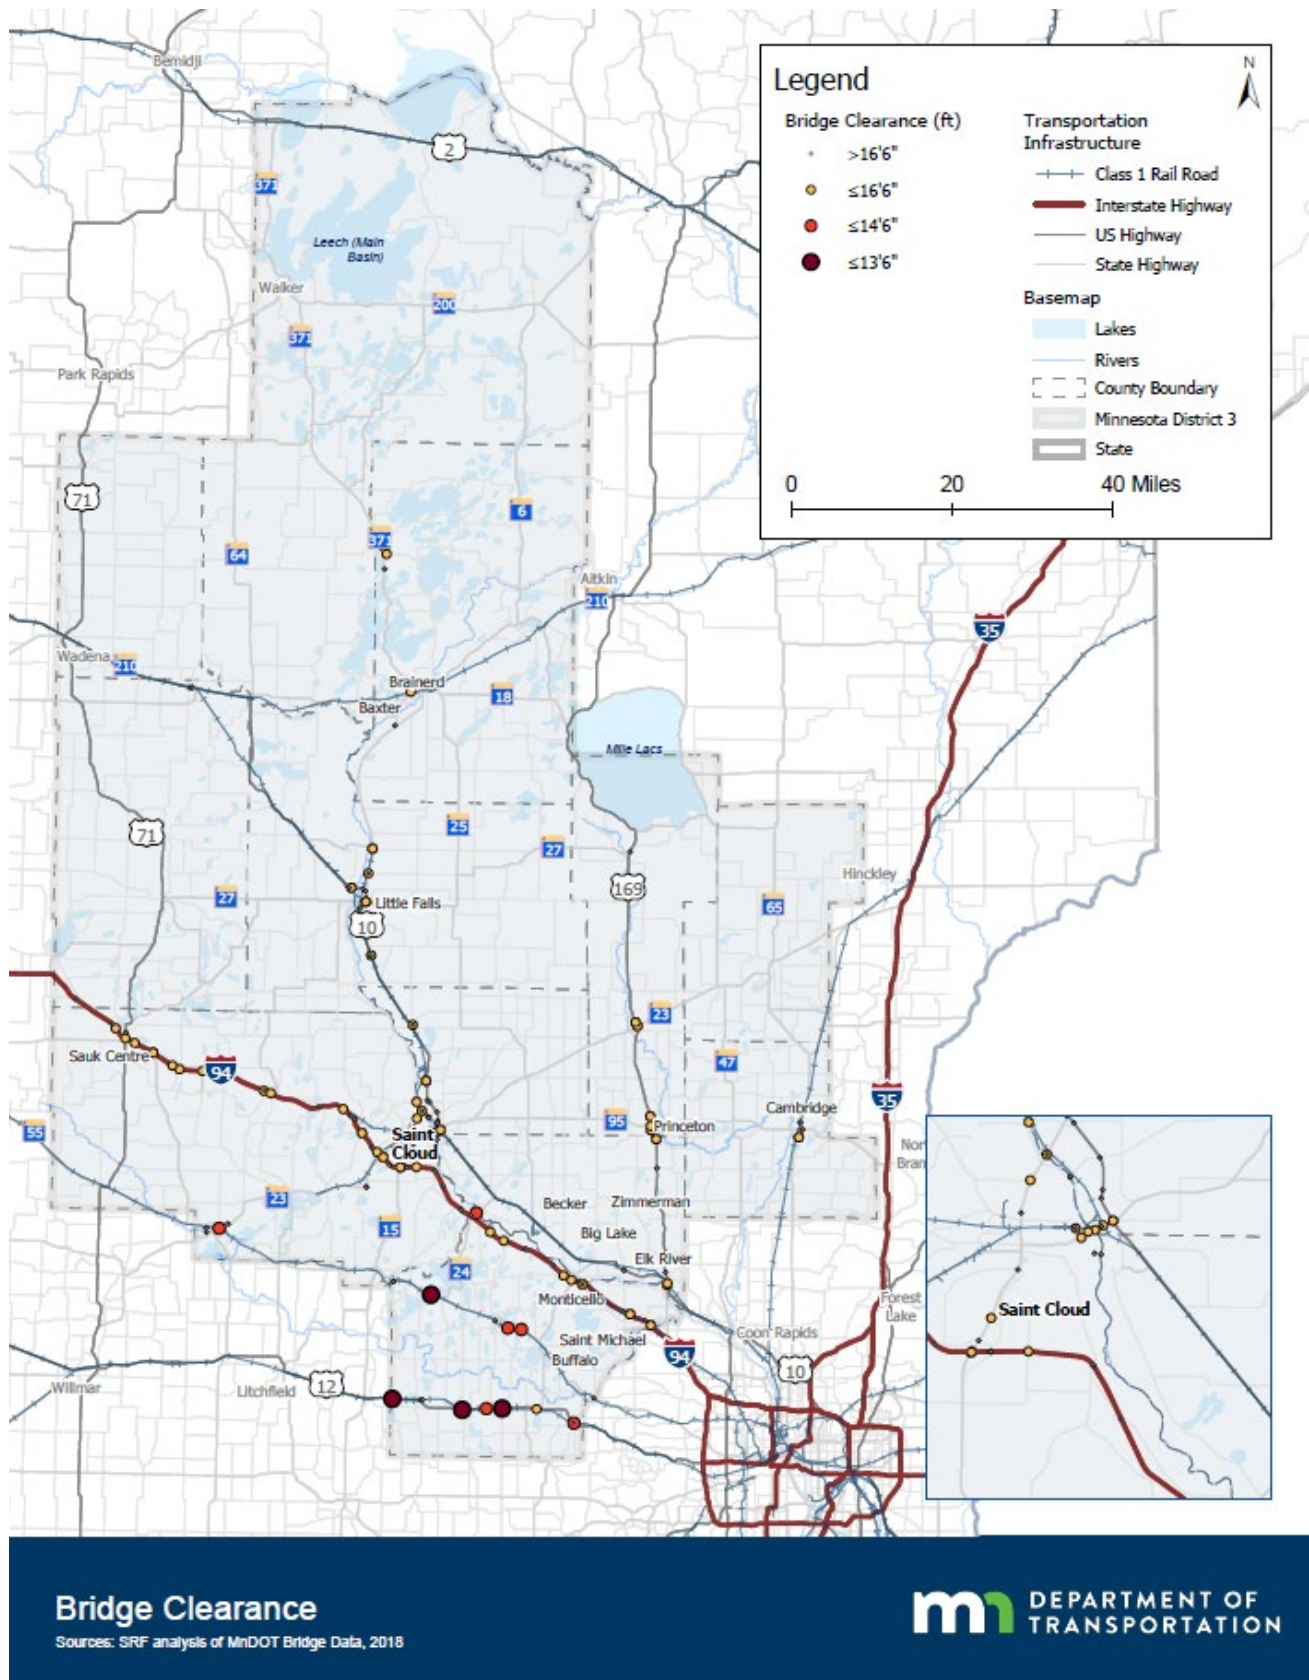 Bemidji
2
371
Leech (Main
Basin)
Walker
200
371
Park Rapids
71
6
371
64
Aitkin
210
35
Wadena
210
Brainerd
18
Baxter
Mille Lacs
71
25
27
Hinckley
169
27
65
Little Falls
10
23
Sauk Centre
94
47
35
55
95
Princeton
Cambridge
Saint
Cloud
Nor
Bran
23
15
Becker
Zimmerman
Big Lake
Elk River
24
Monticello
Forest
Lake
Saint Michael
Coon Rapids
94
Buffalo
10
Willmar
Litchfield
12
Saint Cloud
Legend
N
Bridge Clearance (ft)
>16'6"
≤16'6"
≤14'6"
≤13'6"
Transportation
Infrastructure
Class 1 Rail Road
Interstate Highway
US Highway
State Highway
Basemap
Lakes
Rivers
County Boundary
Minnesota District 3
State
0 20 40 Miles
Bridge Clearance
Sources: SRF analysis of MnDOT Bridge Data, 2018
mn DEPARTMENT OF
TRANSPORTATION